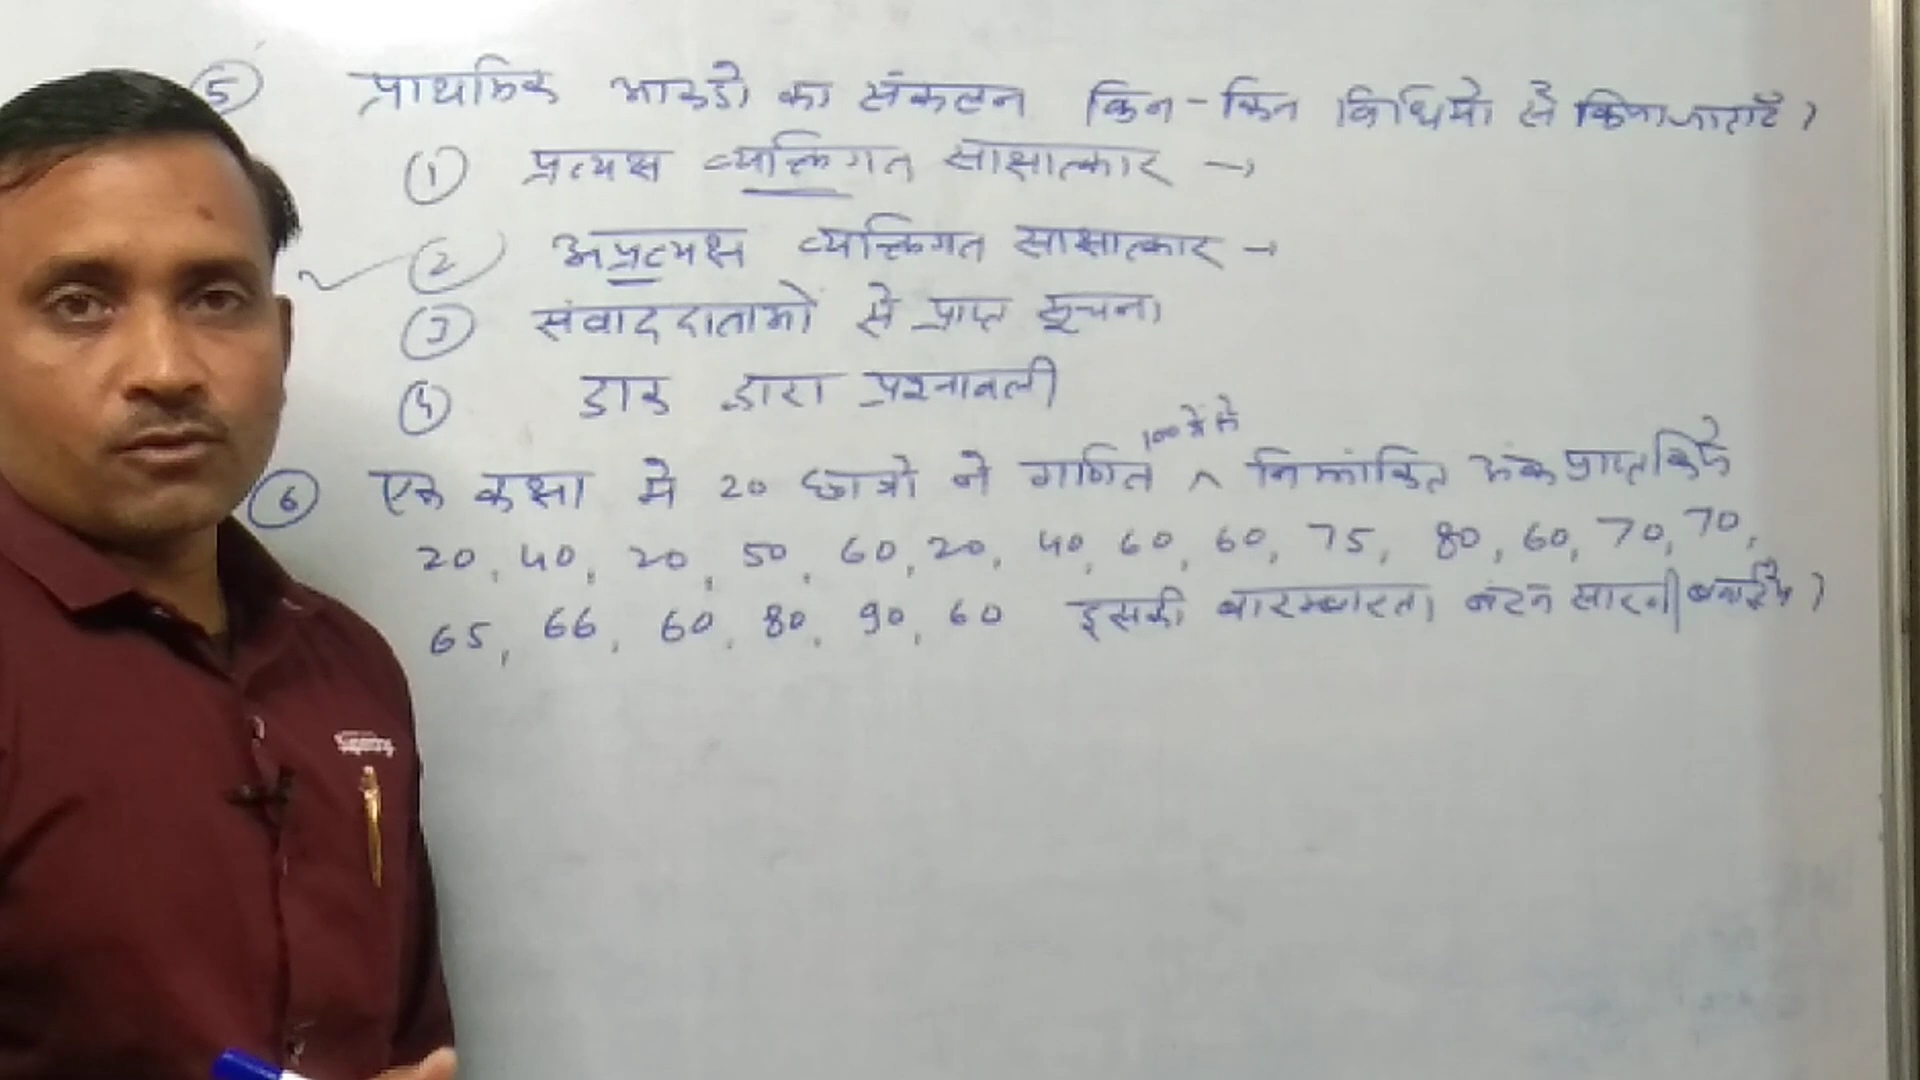 5 प्राथमिक आकडो का संकलन किन-किन विधियो से किया जाता है ?
1 प्रत्यक्ष व्यक्तिगत साक्षात्कार →
2 अप्रत्यक्ष व्यक्तिगत साक्षात्कार →
3 संवाददाताओ से प्राप्त सूचना
4 डाक द्वारा प्रश्नावली
100 में से
6 एक कक्षा मे 20 छात्रो ने गणित ^ निम्नांकित अंक प्राप्त किये
20, 40, 20, 50, 60, 20, 40, 60, 60, 75, 80, 60, 70, 70,
65, 66, 60, 80, 90, 60 इसकी बारम्बारता बंटन सारणी बनाईये ?